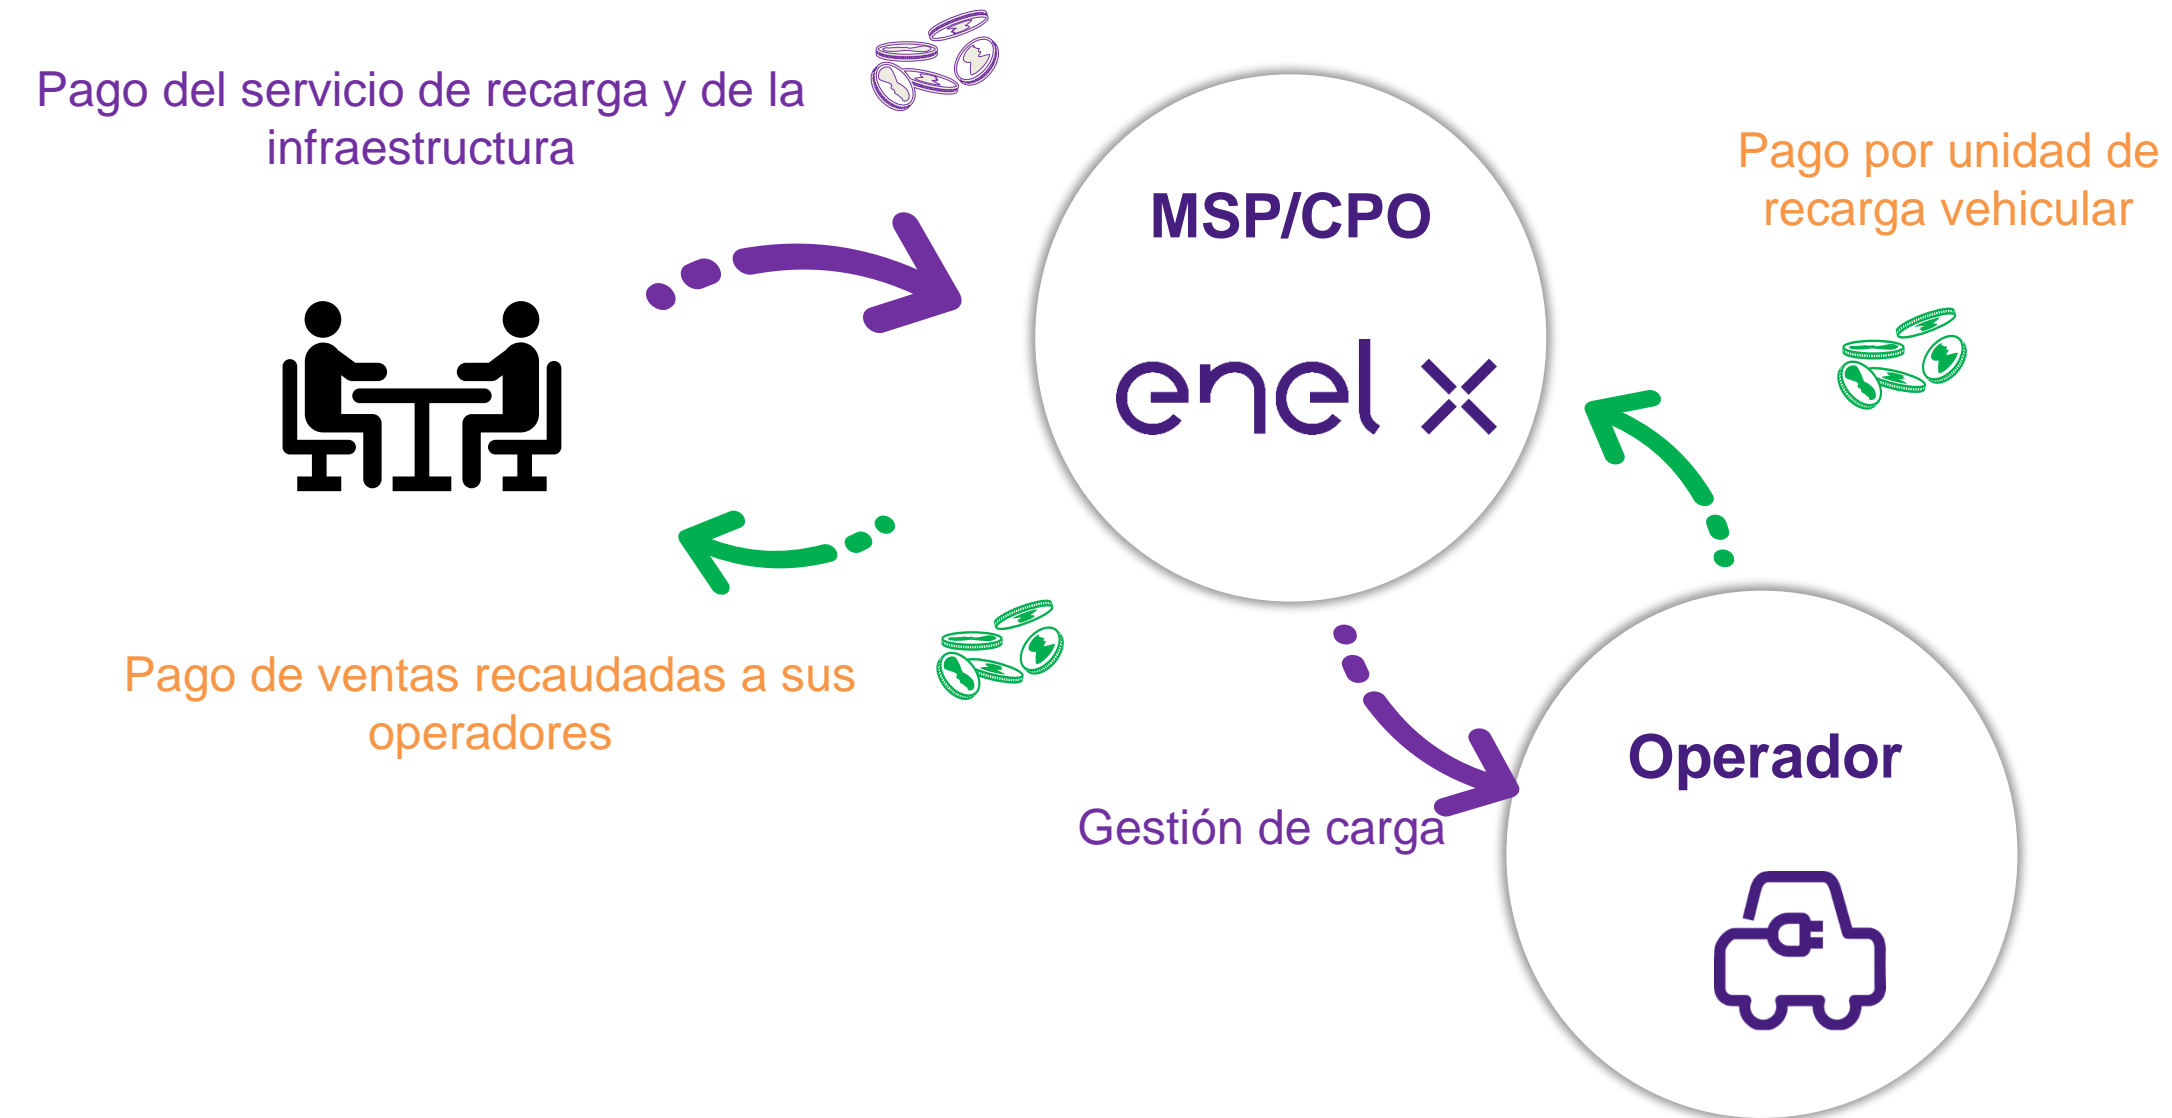 Pago del servicio de recarga y de la
infraestructura
MSP/CPO
enel x
Pago por unidad de
recarga vehicular
Pago de ventas recaudadas a sus
operadores
Gestión de carga
Operador